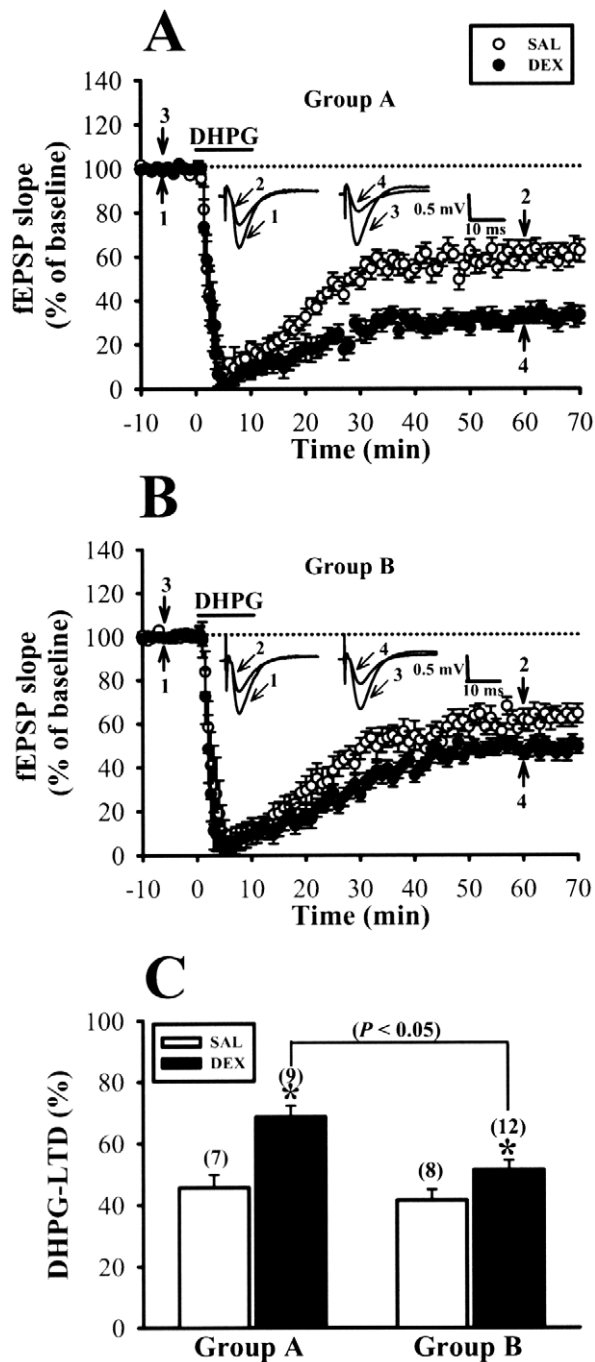 A
SAL
DEX
Group A
DHPG
3
1
2
1
4
3
0.5 mV
10 ms
2
4
fEPSP slope
(% of baseline)
140
120
100
80
60
40
20
0
-10 0 10 20 30 40 50 60 70
Time (min)
B
Group B
DHPG
3
1
2
1
4
3
0.5 mV
10 ms
2
4
fEPSP slope
(% of baseline)
140
120
100
80
60
40
20
0
-10 0 10 20 30 40 50 60 70
Time (min)
C
SAL
DEX
(P < 0.05)
(7)
(9)
*
(8)
(12)
*
DHPG-LTD (%)
100
80
60
40
20
0
Group A Group B